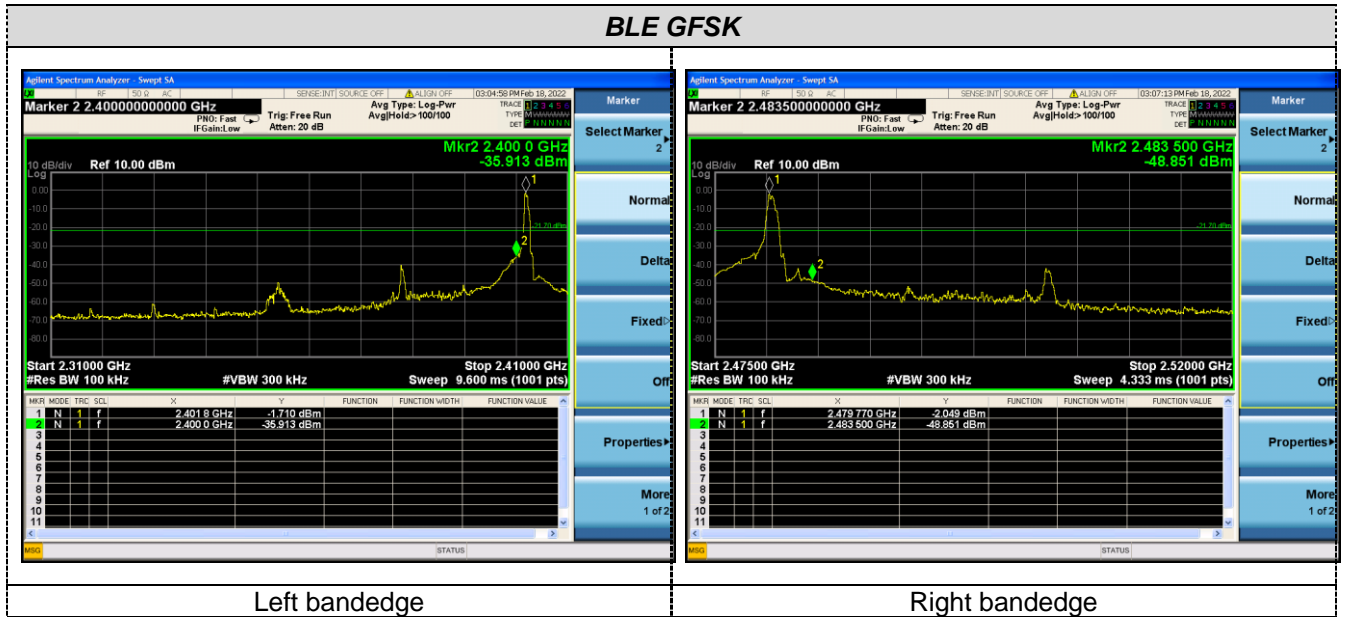 BLE GFSK
Agilent Spectrum Analyzer - Swept SA
LXI RF 50 Ω AC SENSE:INT SOURCE OFF ALIGN OFF 03:04:58 PM Feb 18, 2022
Marker 2 2.400000000000 GHz
PNO: Fast
IFGain:Low
Trig: Free Run
Atten: 20 dB
Avg Type: Log-Pwr
Avg|Hold:> 100/100
TRACE 1 2 3 4 5 6
TYPE M
DET P N N N N N
Mkr2 2.400 0 GHz
-35.913 dBm
10 dB/div Ref 10.00 dBm
Log
0.00
-10.0
-20.0
-30.0
-40.0
-50.0
-60.0
-70.0
-80.0
1
-21.70 dBm
2
Start 2.31000 GHz Stop 2.41000 GHz
#Res BW 100 kHz #VBW 300 kHz Sweep 9.600 ms (1001 pts)
MKR MODE TRC SCL X Y FUNCTION FUNCTION WIDTH FUNCTION VALUE
1 N 1 f 2.401 8 GHz -1.710 dBm
2 N 1 f 2.400 0 GHz -35.913 dBm
3
4
5
6
7
8
9
10
11
MSG STATUS
Marker
Select Marker
2
Normal
Delta
Fixed
Off
Properties
More
1 of 2
Agilent Spectrum Analyzer - Swept SA
LXI RF 50 Ω AC SENSE:INT SOURCE OFF ALIGN OFF 03:07:13 PM Feb 18, 2022
Marker 2 2.483500000000 GHz
PNO: Fast
IFGain:Low
Trig: Free Run
Atten: 20 dB
Avg Type: Log-Pwr
Avg|Hold:> 100/100
TRACE 1 2 3 4 5 6
TYPE M
DET P N N N N N
Mkr2 2.483 500 GHz
-48.851 dBm
10 dB/div Ref 10.00 dBm
Log
0.00
-10.0
-20.0
-30.0
-40.0
-50.0
-60.0
-70.0
-80.0
1
-21.70 dBm
2
Start 2.47500 GHz Stop 2.52000 GHz
#Res BW 100 kHz #VBW 300 kHz Sweep 4.333 ms (1001 pts)
MKR MODE TRC SCL X Y FUNCTION FUNCTION WIDTH FUNCTION VALUE
1 N 1 f 2.479 770 GHz -2.049 dBm
2 N 1 f 2.483 500 GHz -48.851 dBm
3
4
5
6
7
8
9
10
11
MSG STATUS
Marker
Select Marker
2
Normal
Delta
Fixed
Off
Properties
More
1 of 2
Left bandedge
Right bandedge